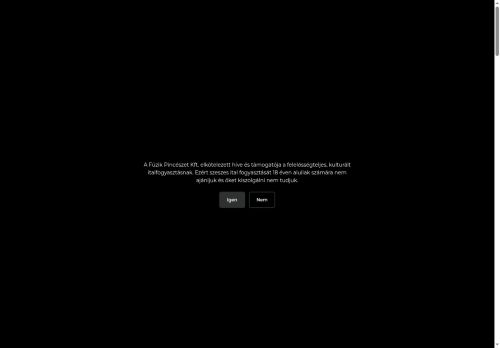 A Füzik Pincészet Kft. elkötelezett híve és támogatója a felelősségteljes, kulturált
italfogyasztásnak. Ezért szeszes ital fogyasztását 18 éven aluliak számára nem
ajánljuk és őket kiszolgálni nem tudjuk.
Igen Nem